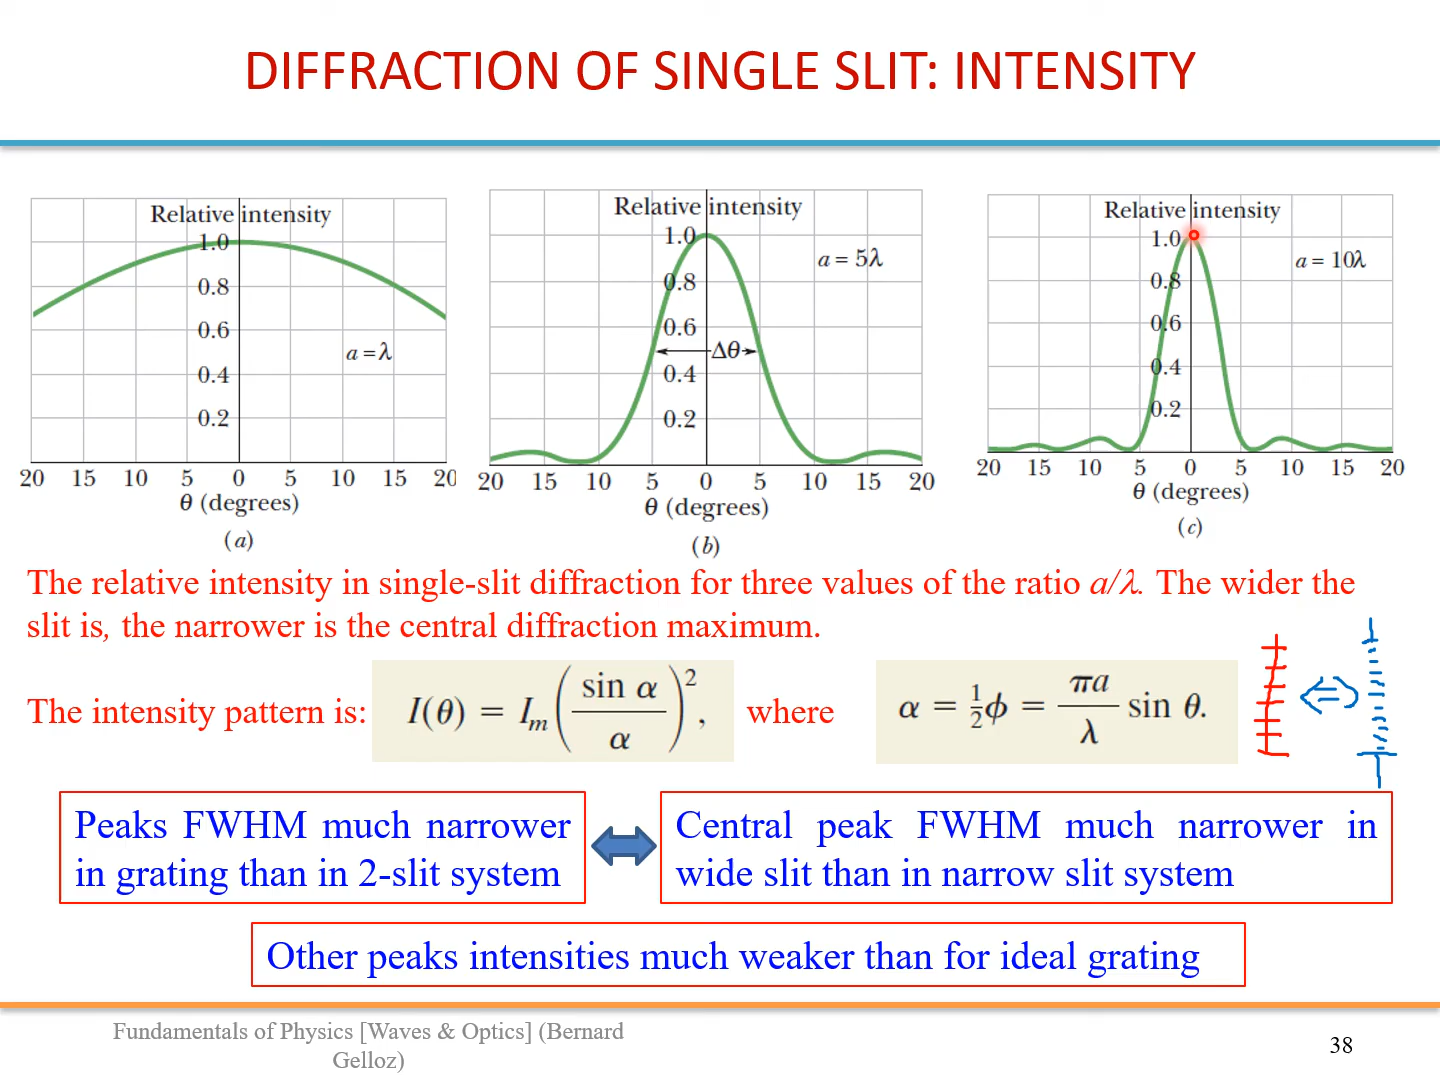 DIFFRACTION OF SINGLE SLIT: INTENSITY
Relative intensity
1.0
0.8
0.6
a = λ
0.4
0.2
20 15 10 5 0 5 10 15 20
θ (degrees)
(a)
Relative intensity
1.0
a = 5λ
0.8
0.6
Δθ
0.4
0.2
20 15 10 5 0 5 10 15 20
θ (degrees)
(b)
Relative intensity
1.0
a = 10λ
0.8
0.6
0.4
0.2
20 15 10 5 0 5 10 15 20
θ (degrees)
(c)
The relative intensity in single-slit diffraction for three values of the ratio a/λ. The wider the
slit is, the narrower is the central diffraction maximum.
The intensity pattern is: I(θ) = Iₘ (sin α / α)², where α = ½ϕ = πa/λ sin θ.
Peaks FWHM much narrower
in grating than in 2-slit system
Central peak FWHM much narrower in
wide slit than in narrow slit system
Other peaks intensities much weaker than for ideal grating
Fundamentals of Physics [Waves & Optics] (Bernard
Gelloz)
38